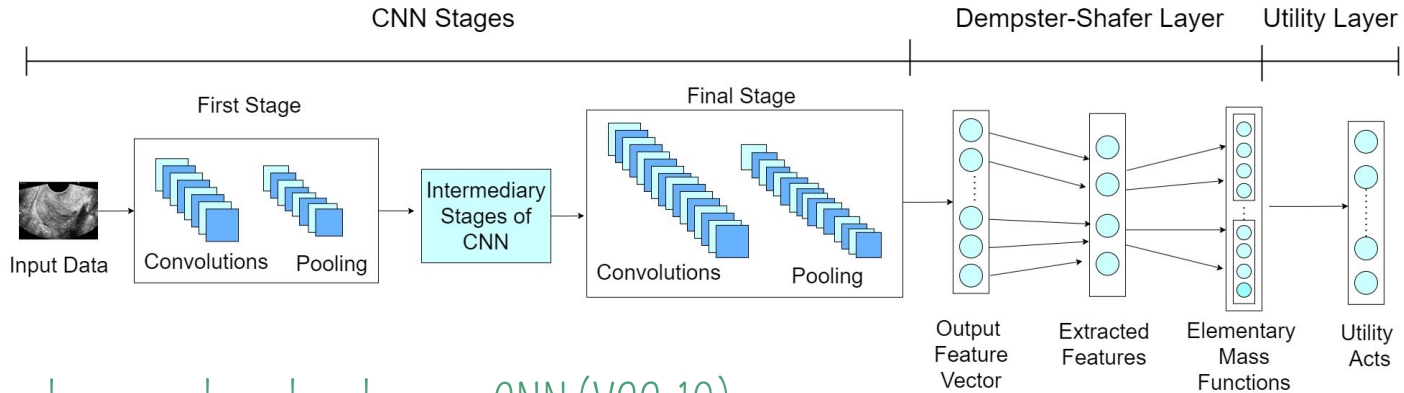 CNN Stages
Dempster-Shafer Layer
Utility Layer
First Stage
Final Stage
Intermediary
Stages of
CNN
Input Data
Convolutions
Pooling
Convolutions
Pooling
Output
Feature
Vector
Extracted
Features
Elementary
Mass
Functions
Utility
Acts